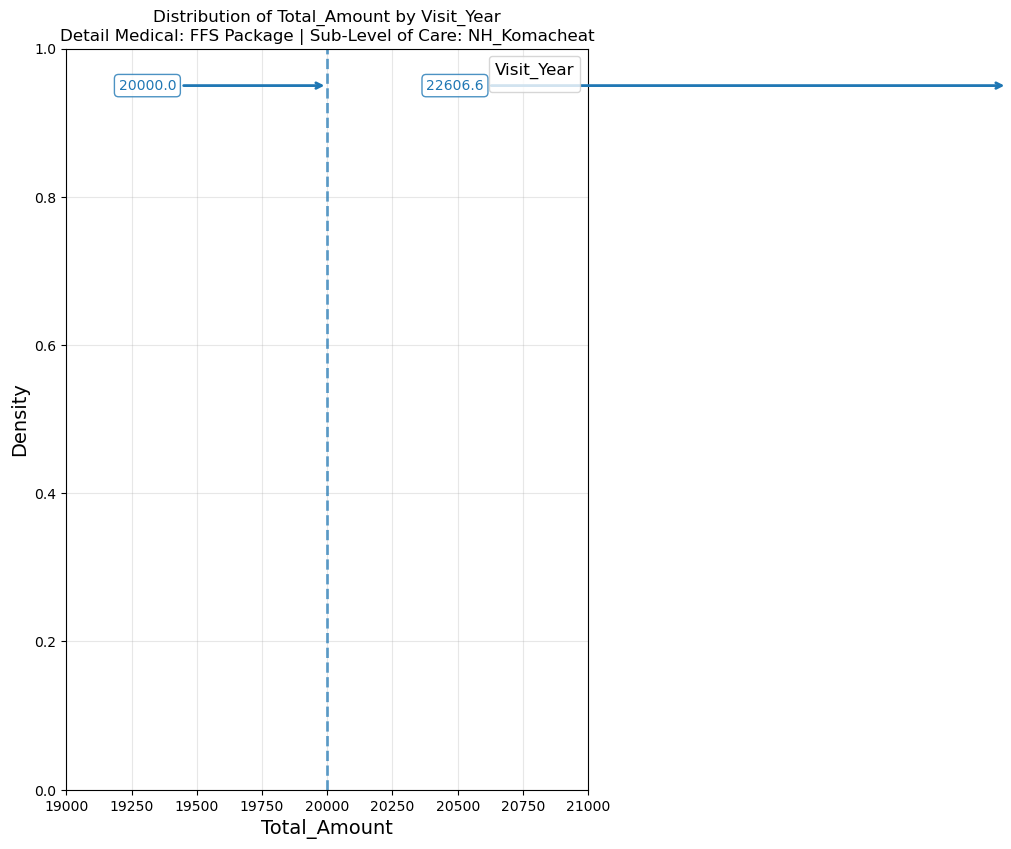 Distribution of Total_Amount by Visit_Year
Detail Medical: FFS Package | Sub-Level of Care: NH_Komacheat
1.0
20000.0
22606.6
Visit_Year
0.8
0.6
Density
0.4
0.2
0.0
19000 19250 19500 19750 20000 20250 20500 20750 21000
Total_Amount